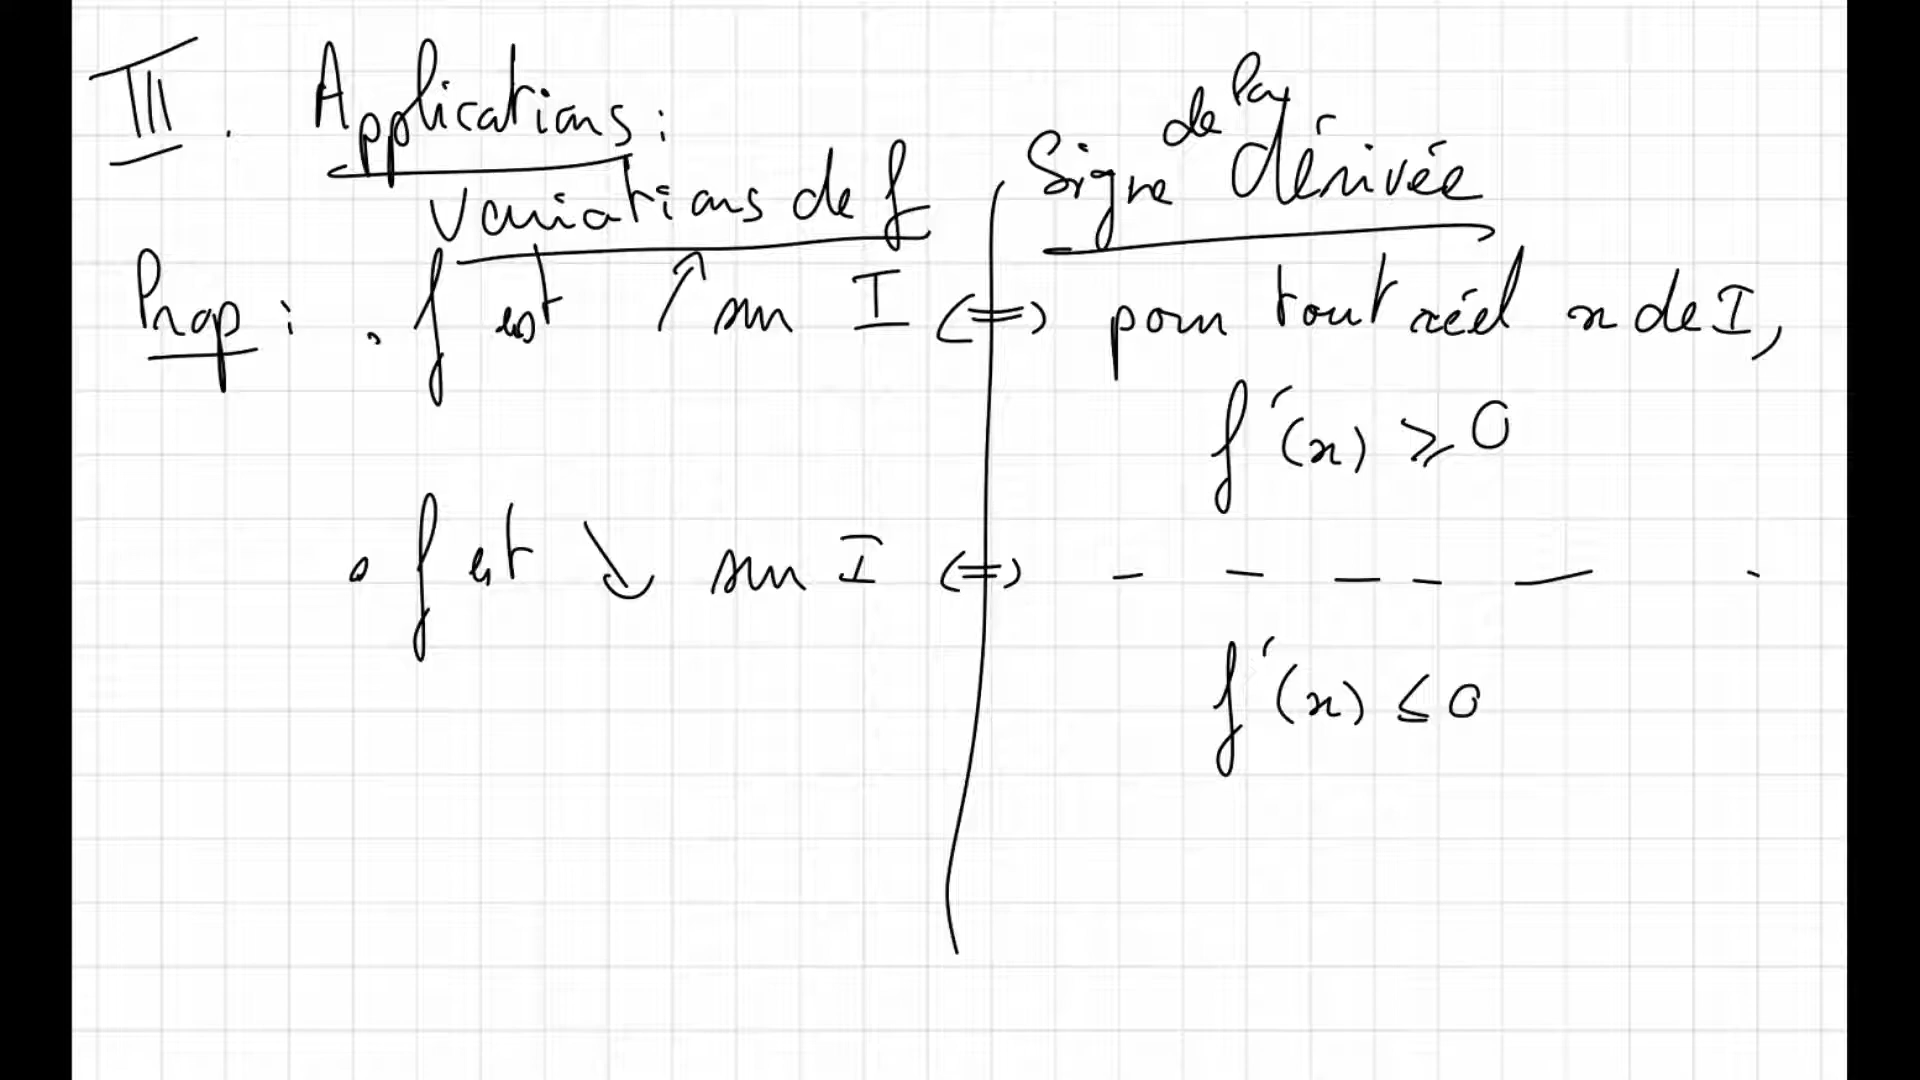 III. Applications :
variations de f | Signe de la dérivée
Prop : . f est ↗ sur I <=> pour tout réel x de I,
f'(x) ⩾ 0
. f est ↘ sur I <=> - - - - - -
f'(x) ≤ 0